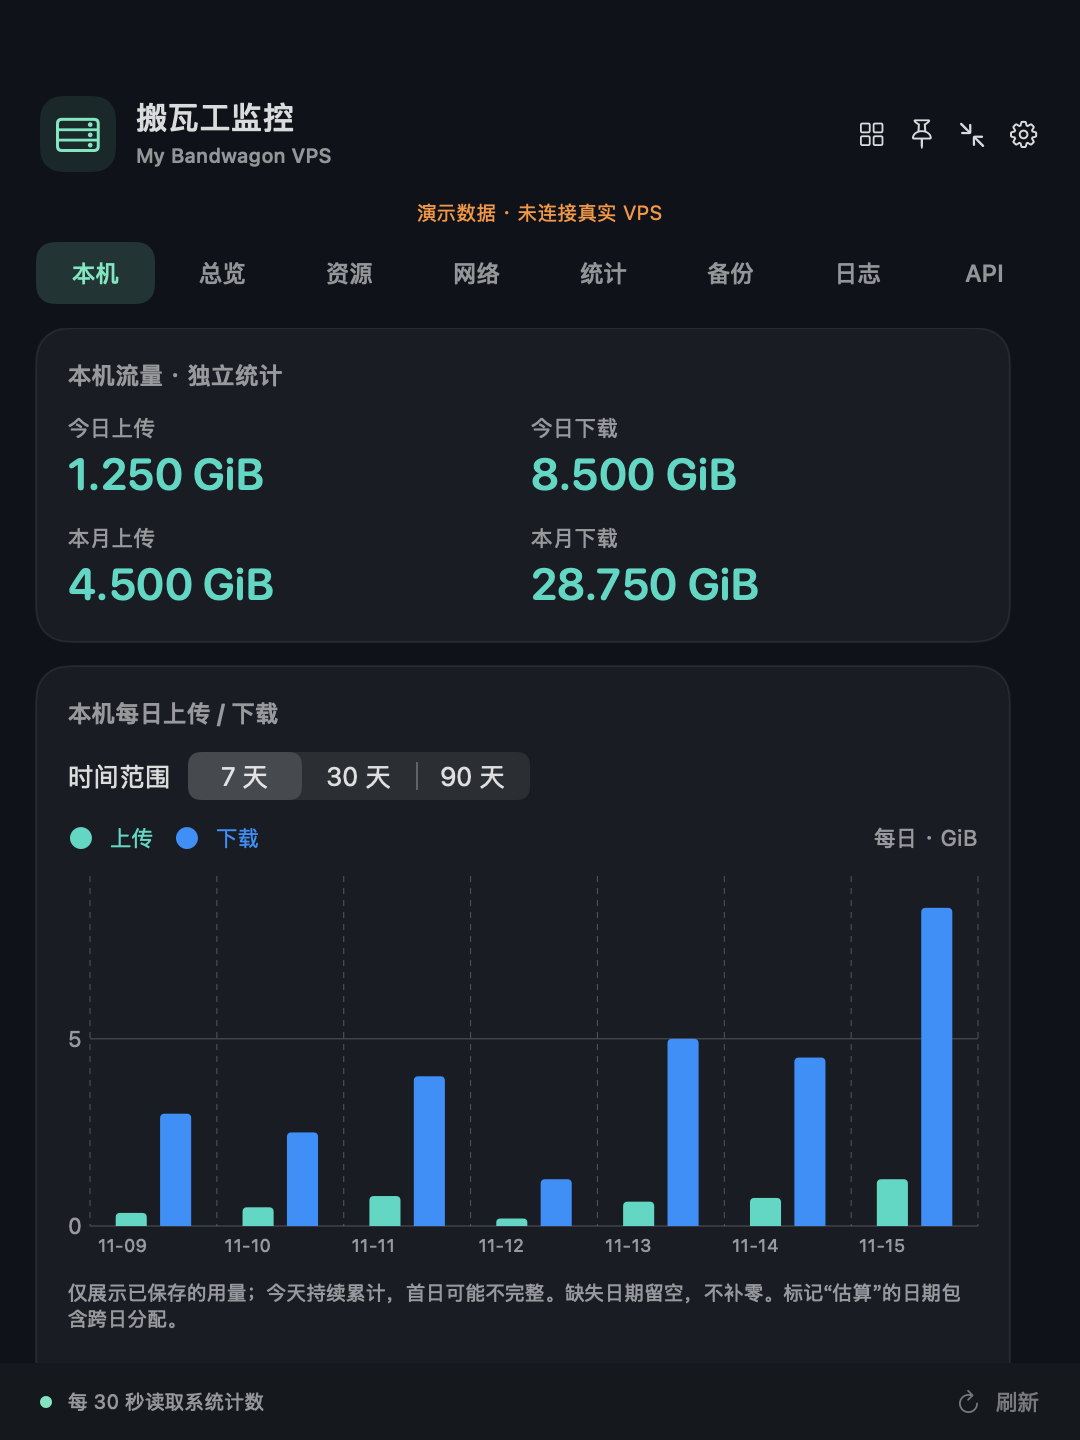 搬瓦工监控
My Bandwagon VPS
演示数据 · 未连接真实 VPS
本机 总览 资源 网络 统计 备份 日志 API
本机流量 · 独立统计
今日上传 今日下载
1.250 GiB 8.500 GiB
本月上传 本月下载
4.500 GiB 28.750 GiB
本机每日上传 / 下载
时间范围 7 天 30 天 90 天
上传 下载 每日 · GiB
5
0
11-09 11-10 11-11 11-12 11-13 11-14 11-15
仅展示已保存的用量；今天持续累计，首日可能不完整。缺失日期留空，不补零。标记“估算”的日期包
含跨日分配。
每 30 秒读取系统计数 刷新